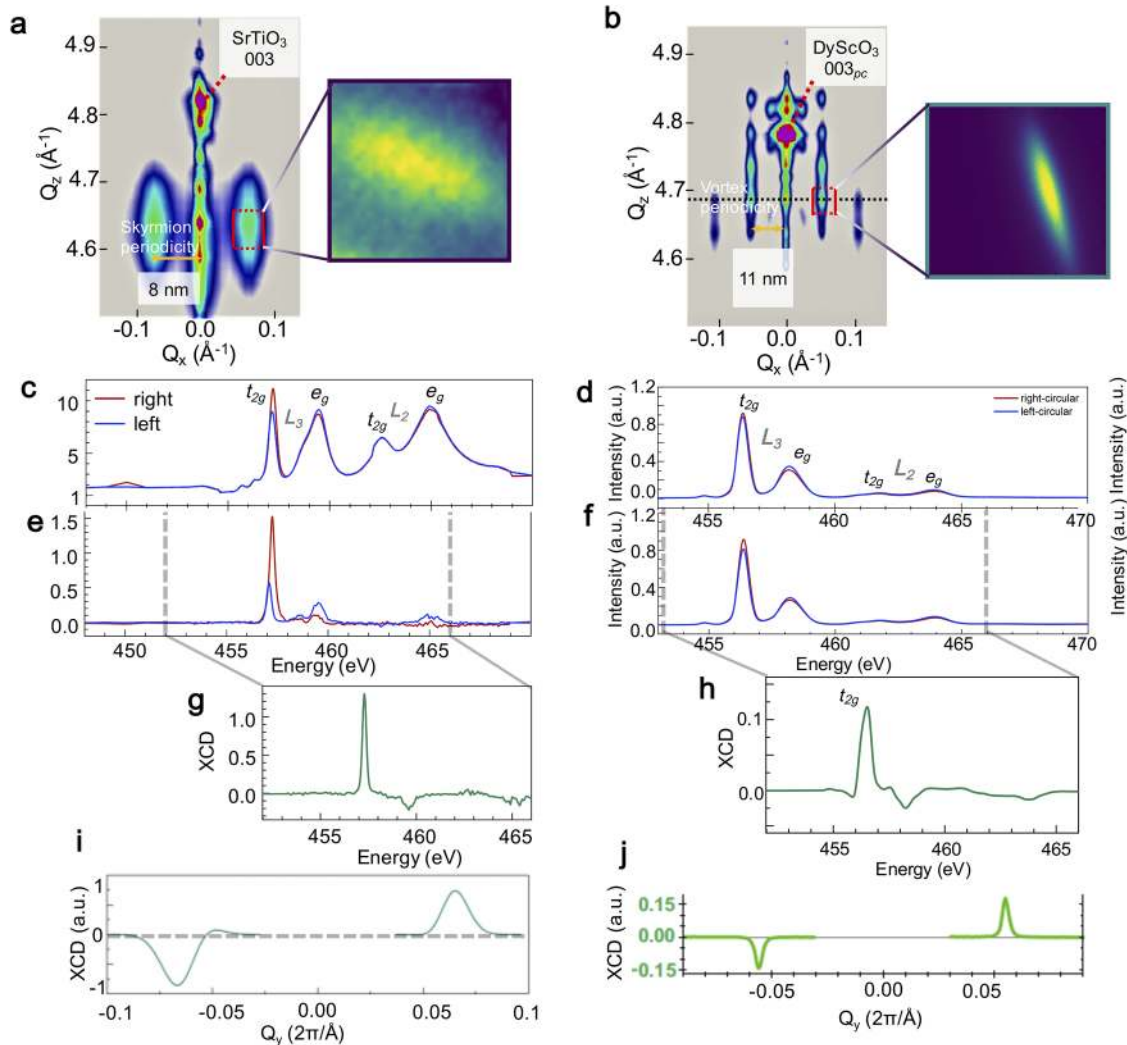 a
SrTiO3
003
4.9
4.8
4.7
4.6
Qz (Å-1)
Skyrmion
periodicity
8 nm
-0.1
0.0
0.1
Qx (Å-1)
b
DyScO3
003pc
4.9
4.8
4.7
4.6
Qz (Å-1)
Vortex
periodicity
11 nm
-0.1
0.0
0.1
Qx (Å-1)
c
right
left
t2g
L3
eg
t2g
L2
eg
10
5
1
d
right-circular
left-circular
t2g
L3
eg
t2g
L2
eg
1.2
0.8
0.4
0.0
Intensity (a.u.)
Intensity (a.u.)
455
460
465
470
e
1.5
1.0
0.5
0.0
450
455
460
465
Energy (eV)
f
1.2
0.8
0.4
0.0
Intensity (a.u.)
Intensity (a.u.)
455
460
465
470
Energy (eV)
g
XCD
1.0
0.5
0.0
455
460
465
Energy (eV)
h
t2g
XCD
0.1
0.0
455
460
465
Energy (eV)
i
XCD (a.u.)
1
0
-1
-0.1
-0.05
0.00
0.05
0.1
Qy (2π/Å)
j
XCD (a.u.)
0.15
0.00
-0.15
-0.05
0.00
0.05
Qy (2π/Å)